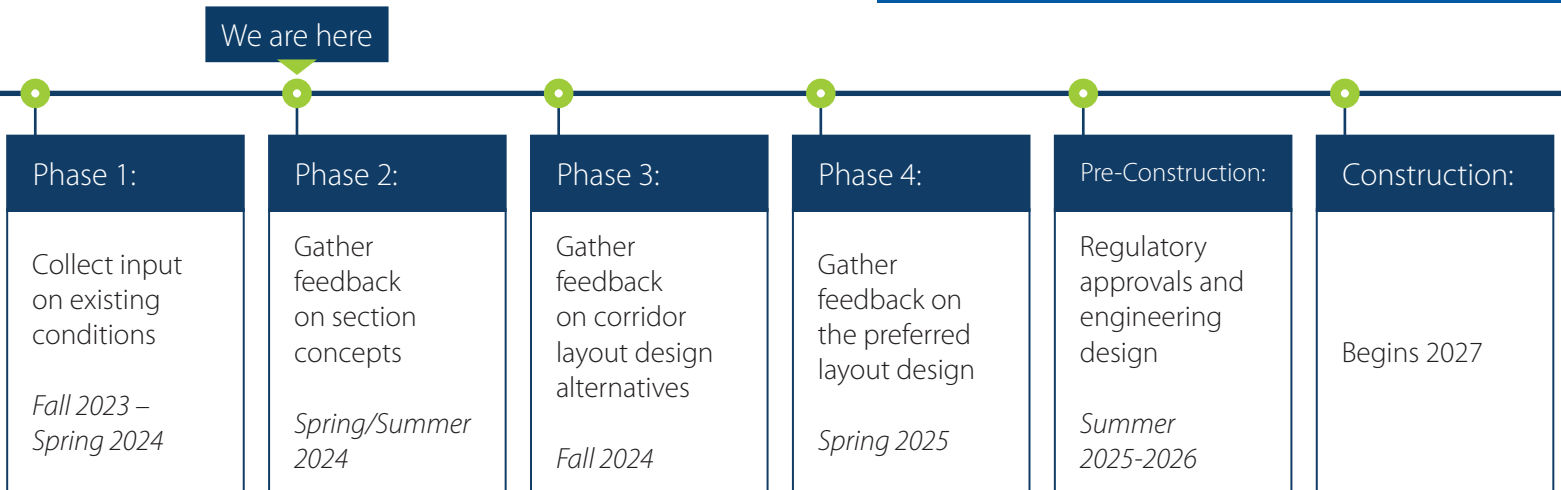 We are here
Phase 1:
Collect input
on existing
conditions
Fall 2023 –
Spring 2024
Phase 2:
Gather
feedback
on section
concepts
Spring/Summer
2024
Phase 3:
Gather
feedback
on corridor
layout design
alternatives
Fall 2024
Phase 4:
Gather
feedback on
the preferred
layout design
Spring 2025
Pre-Construction:
Regulatory
approvals and
engineering
design
Summer
2025-2026
Construction:
Begins 2027